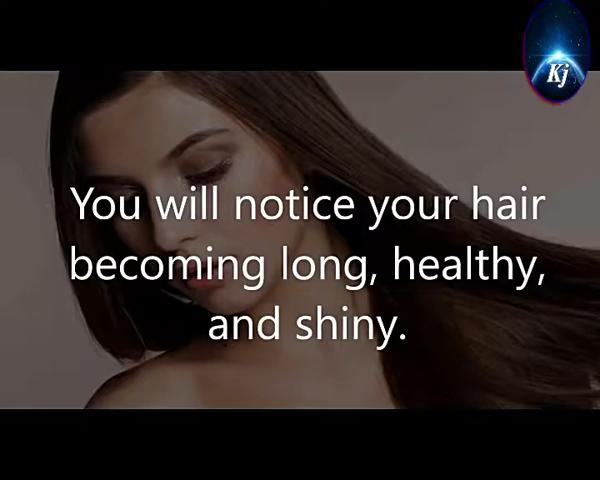 Kj
You will notice your hair
becoming long, healthy,
and shiny.